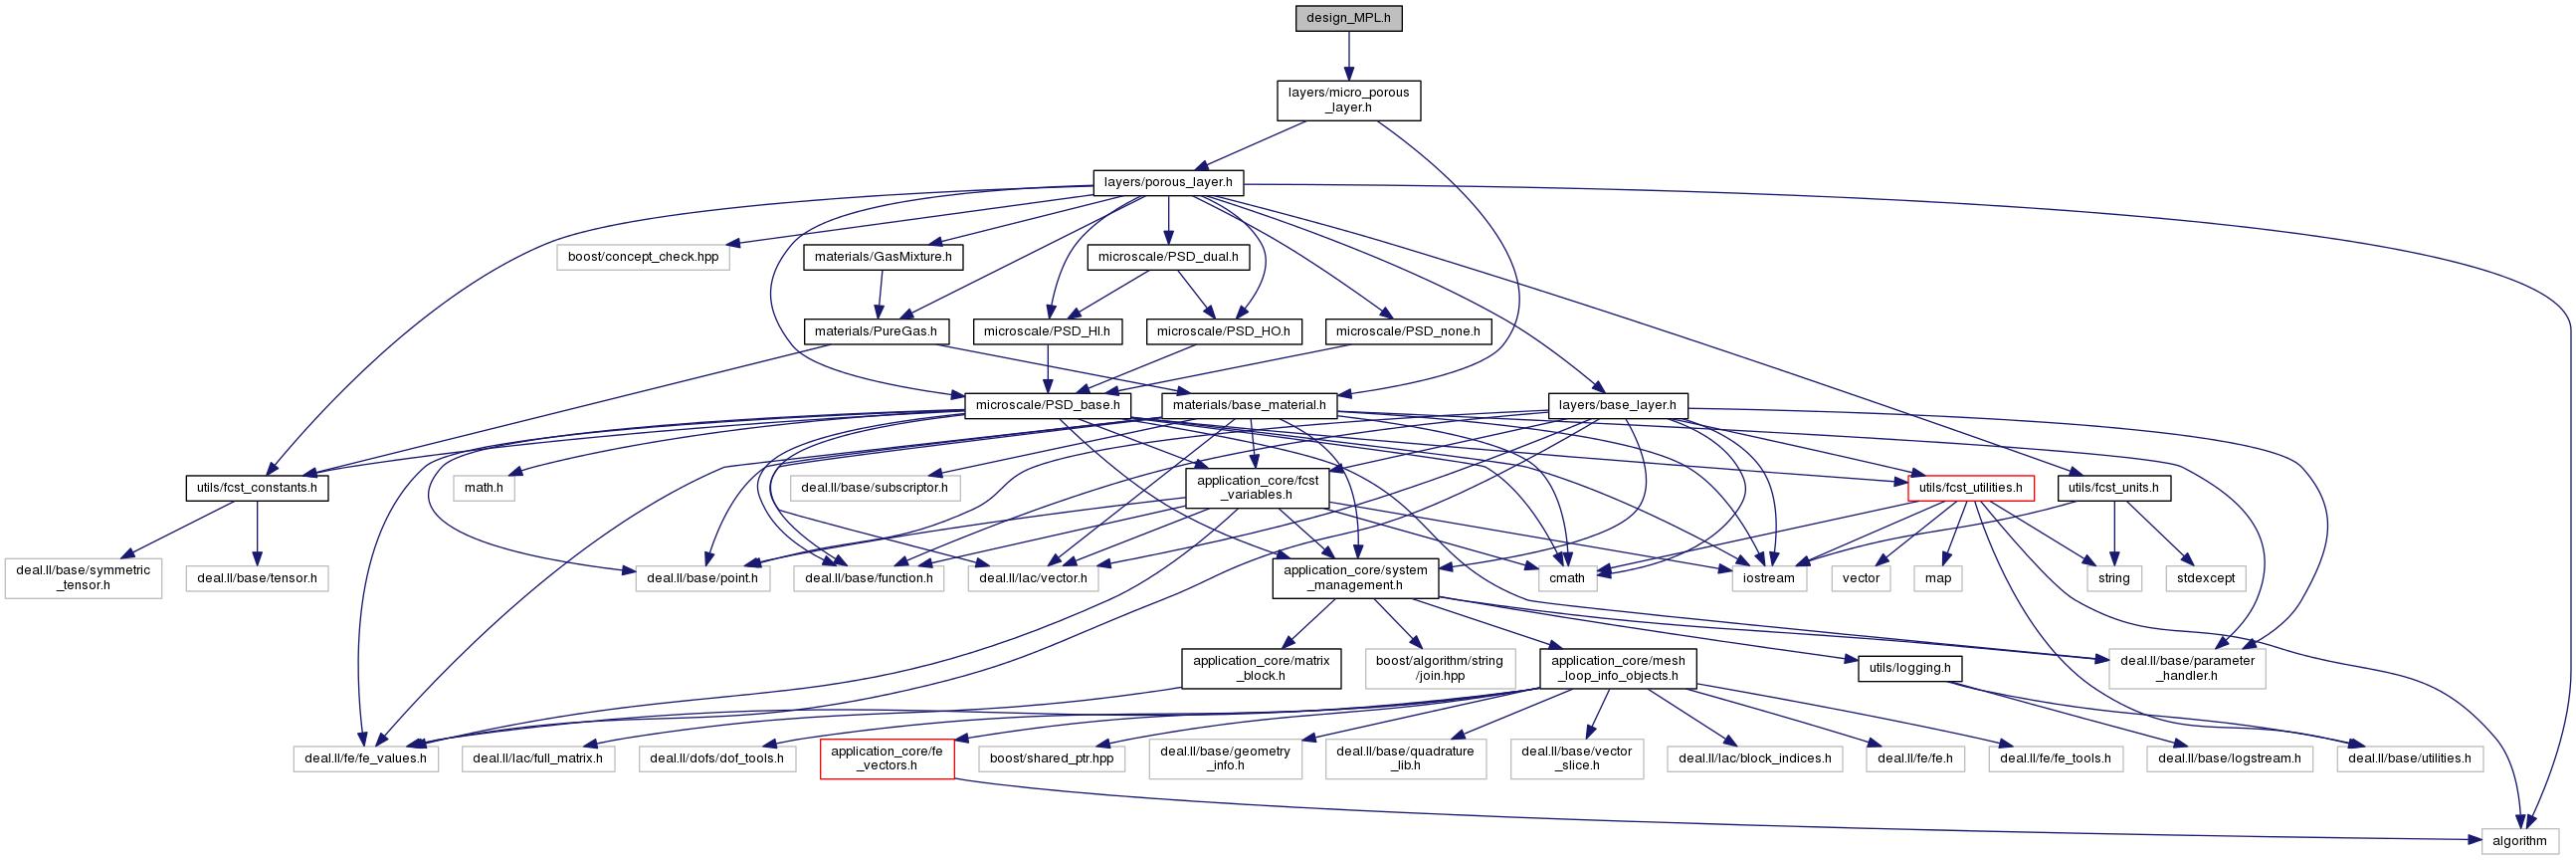 design_MPL.h
layers/micro_porous
_layer.h
layers/porous_layer.h
boost/concept_check.hpp
materials/GasMixture.h
microscale/PSD_dual.h
materials/PureGas.h
microscale/PSD_HI.h
microscale/PSD_HO.h
microscale/PSD_none.h
microscale/PSD_base.h
materials/base_material.h
layers/base_layer.h
utils/fcst_constants.h
math.h
deal.II/base/subscriptor.h
application_core/fcst
_variables.h
utils/fcst_utilities.h
utils/fcst_units.h
deal.II/base/symmetric
_tensor.h
deal.II/base/tensor.h
deal.II/base/point.h
deal.II/base/function.h
deal.II/lac/vector.h
application_core/system
_management.h
cmath
iostream
vector
map
string
stdexcept
application_core/matrix
_block.h
boost/algorithm/string
/join.hpp
application_core/mesh
_loop_info_objects.h
utils/logging.h
deal.II/base/parameter
_handler.h
deal.II/fe/fe_values.h
deal.II/lac/full_matrix.h
deal.II/dofs/dof_tools.h
application_core/fe
_vectors.h
boost/shared_ptr.hpp
deal.II/base/geometry
_info.h
deal.II/base/quadrature
_lib.h
deal.II/base/vector
_slice.h
deal.II/lac/block_indices.h
deal.II/fe/fe.h
deal.II/fe/fe_tools.h
deal.II/base/logstream.h
deal.II/base/utilities.h
algorithm